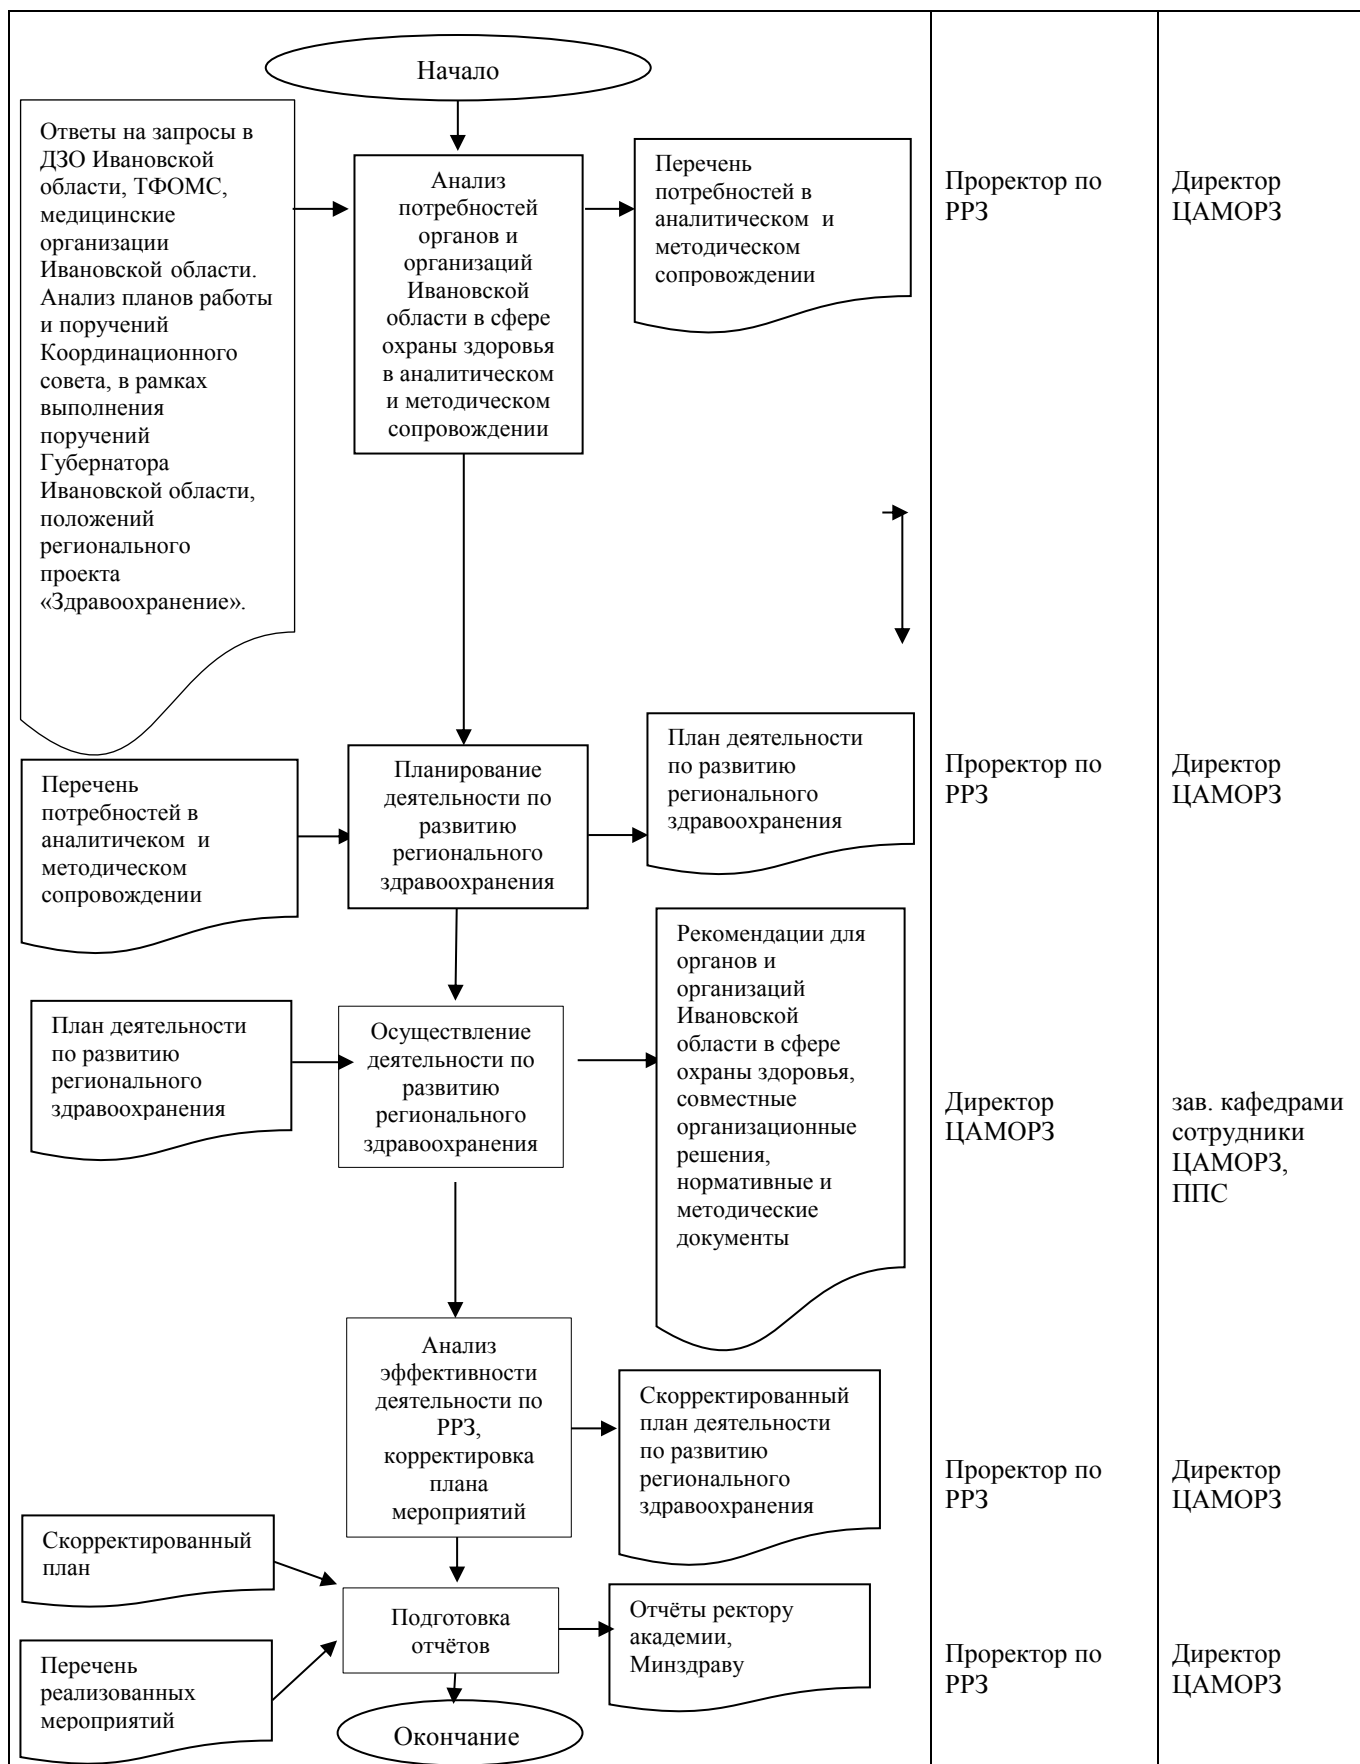 Начало
Ответы на запросы в
ДЗО Ивановской
области, ТФОМС,
медицинские
организации
Ивановской области.
Анализ планов работы
и поручений
Координационного
совета, в рамках
выполнения
поручений
Губернатора
Ивановской области,
положений
регионального
проекта
«Здравоохранение».
Анализ
потребностей
органов и
организаций
Ивановской
области в сфере
охраны здоровья
в аналитическом
и методическом
сопровождении
Перечень
потребностей в
аналитическом и
методическом
сопровождении
Проректор по
РРЗ
Директор
ЦАМОРЗ
Перечень
потребностей в
аналитичеком и
методическом
сопровождении
Планирование
деятельности по
развитию
регионального
здравоохранения
План деятельности
по развитию
регионального
здравоохранения
Проректор по
РРЗ
Директор
ЦАМОРЗ
План деятельности
по развитию
регионального
здравоохранения
Осуществление
деятельности по
развитию
регионального
здравоохранения
Рекомендации для
органов и
организаций
Ивановской
области в сфере
охраны здоровья,
совместные
организационные
решения,
нормативные и
методические
документы
Директор
ЦАМОРЗ
зав. кафедрами
сотрудники
ЦАМОРЗ,
ППС
Анализ
эффективности
деятельности по
РРЗ,
корректировка
плана
мероприятий
Скорректированный
план деятельности
по развитию
регионального
здравоохранения
Проректор по
РРЗ
Директор
ЦАМОРЗ
Скорректированный
план
Перечень
реализованных
мероприятий
Подготовка
отчётов
Отчёты ректору
академии,
Минздраву
Проректор по
РРЗ
Директор
ЦАМОРЗ
Окончание